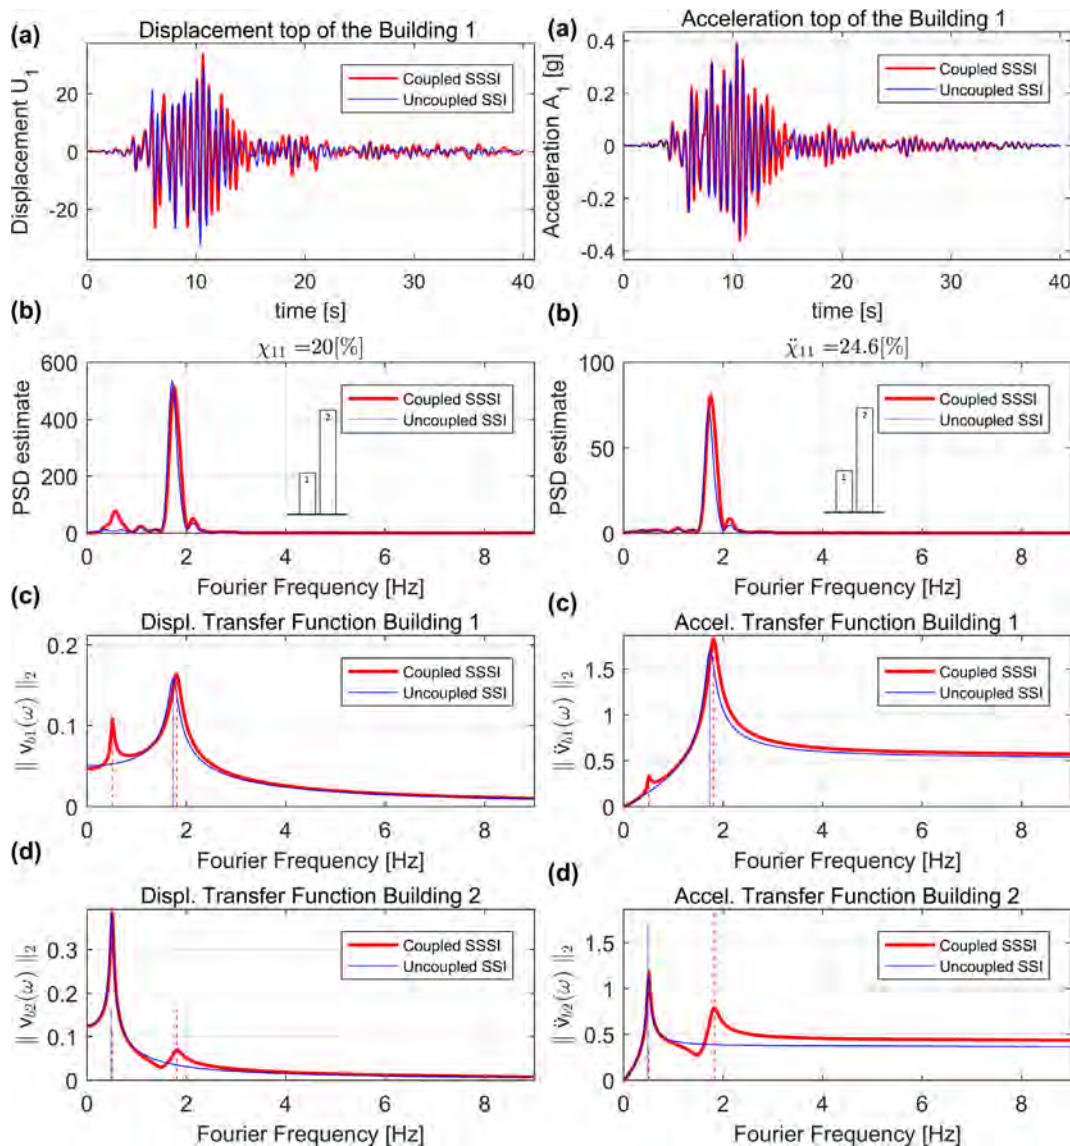 (a)
Displacement top of the Building 1
Displacement U1
20
0
-20
Coupled SSSI
Uncoupled SSI
0
10
20
30
40
time [s]
(a)
Acceleration top of the Building 1
Acceleration A1 [g]
0.4
0.2
0
-0.2
-0.4
Coupled SSSI
Uncoupled SSI
0
10
20
30
40
time [s]
(b)
χ11 =20[%]
PSD estimate
600
400
200
0
Coupled SSSI
Uncoupled SSI
1
2
0
2
4
6
8
Fourier Frequency [Hz]
(b)
χ̈11 =24.6[%]
PSD estimate
100
50
0
Coupled SSSI
Uncoupled SSI
1
2
0
2
4
6
8
Fourier Frequency [Hz]
(c)
Displ. Transfer Function Building 1
|| vb1(ω) ||2
0.2
0.1
0
Coupled SSSI
Uncoupled SSI
0
2
4
6
8
Fourier Frequency [Hz]
(c)
Accel. Transfer Function Building 1
|| v̈b1(ω) ||2
1.5
1
0.5
0
Coupled SSSI
Uncoupled SSI
0
2
4
6
8
Fourier Frequency [Hz]
(d)
Displ. Transfer Function Building 2
|| vb2(ω) ||2
0.3
0.2
0.1
0
Coupled SSSI
Uncoupled SSI
0
2
4
6
8
Fourier Frequency [Hz]
(d)
Accel. Transfer Function Building 2
|| v̈b2(ω) ||2
1.5
1
0.5
0
Coupled SSSI
Uncoupled SSI
0
2
4
6
8
Fourier Frequency [Hz]